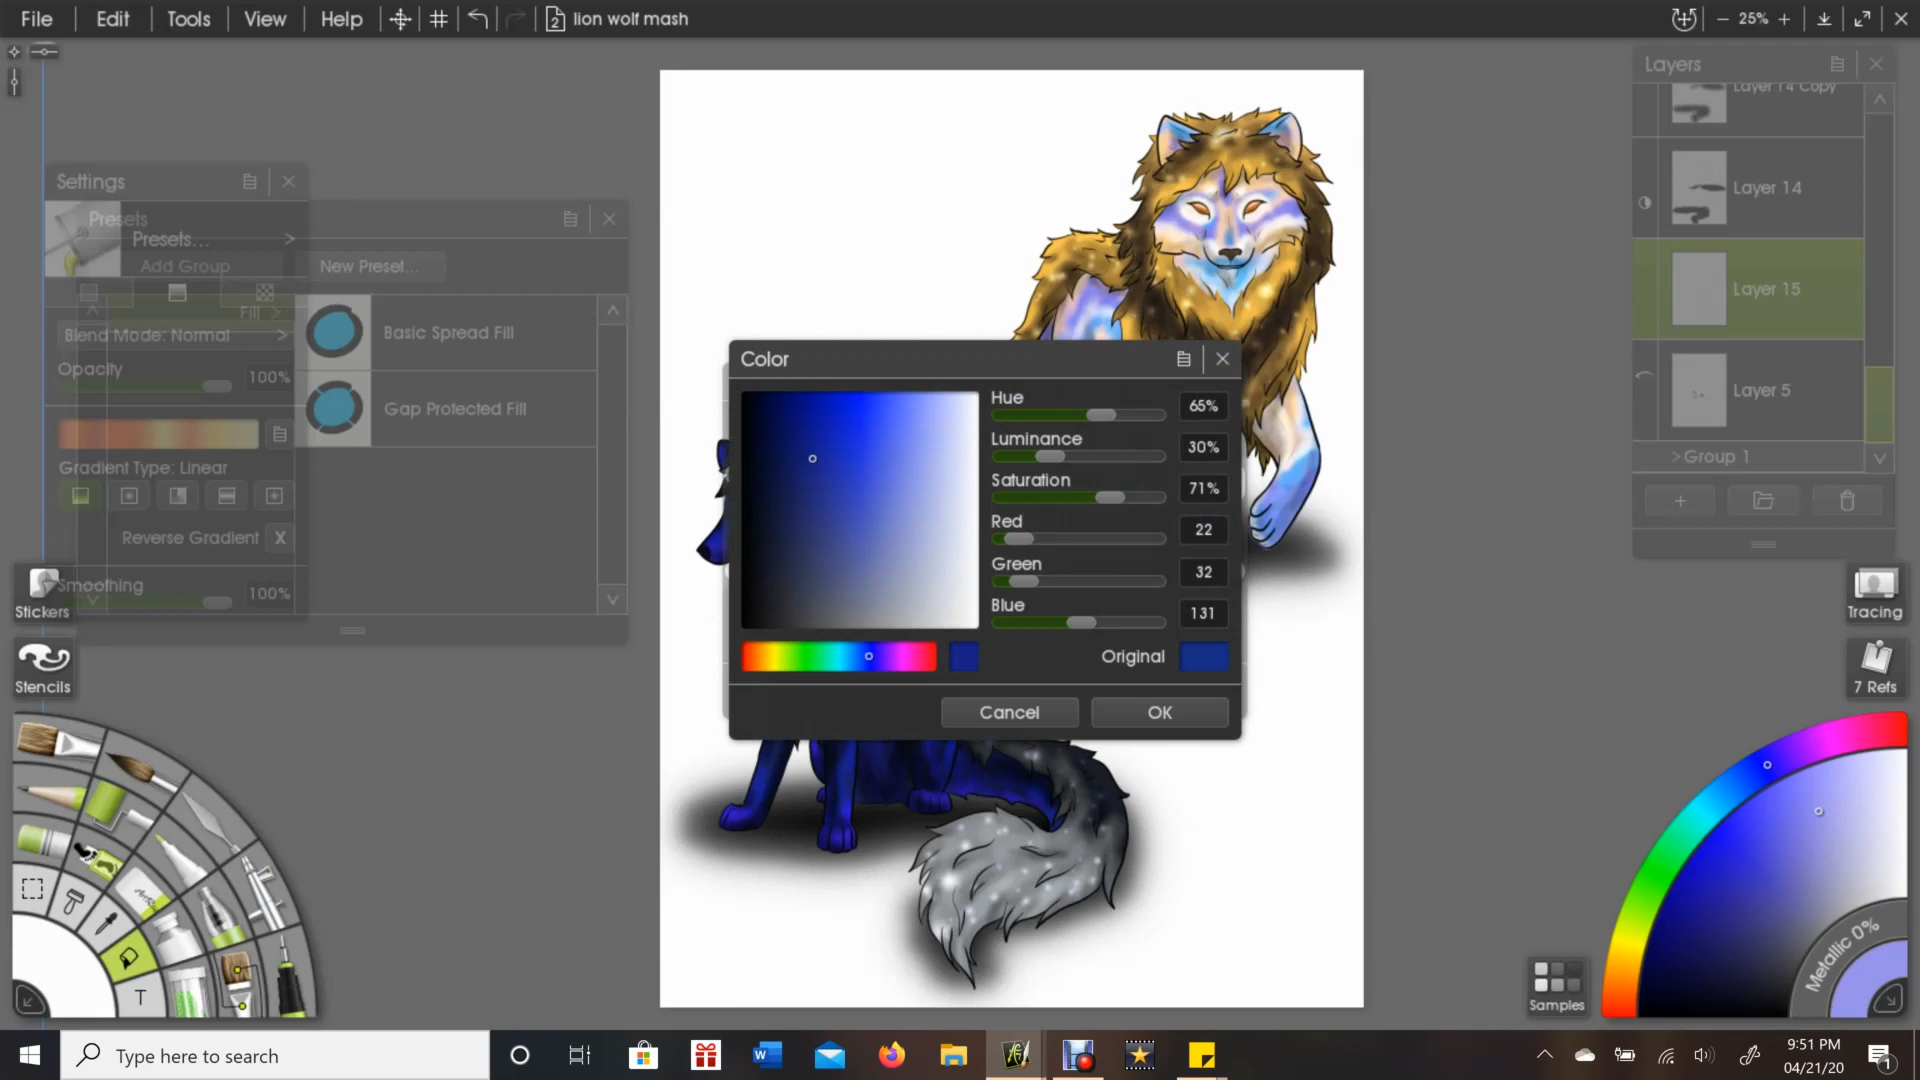 File Edit Tools View Help lion wolf mash 25%
Layers
Layer 14 Copy
Layer 14
Layer 15
Layer 5
>Group 1
Settings
Presets
Presets... >
Add Group New Preset...
Fill >
Blend Mode: Normal >
Basic Spread Fill
Opacity 100%
Gap Protected Fill
Gradient Type: Linear
Reverse Gradient X
Smoothing 100%
Stickers
Stencils
Color
Hue 65%
Luminance 30%
Saturation 71%
Red 22
Green 32
Blue 131
Original
Cancel OK
Tracing
7 Refs
Metallic 0%
Samples
T
Type here to search
9:51 PM
04/21/20
1